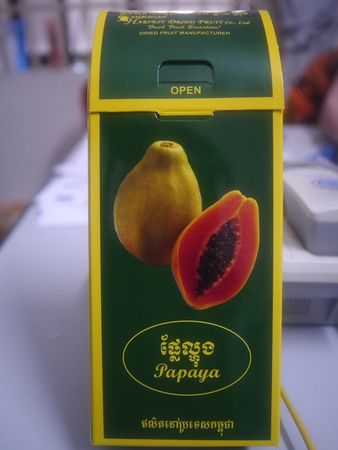 Harvest Dried Fruit Co., Ltd.
DRIED FRUIT MANUFACTURER
OPEN
ផ្លែល្ហុង
Papaya
ផលិតនៅប្រទេសកម្ពុជា